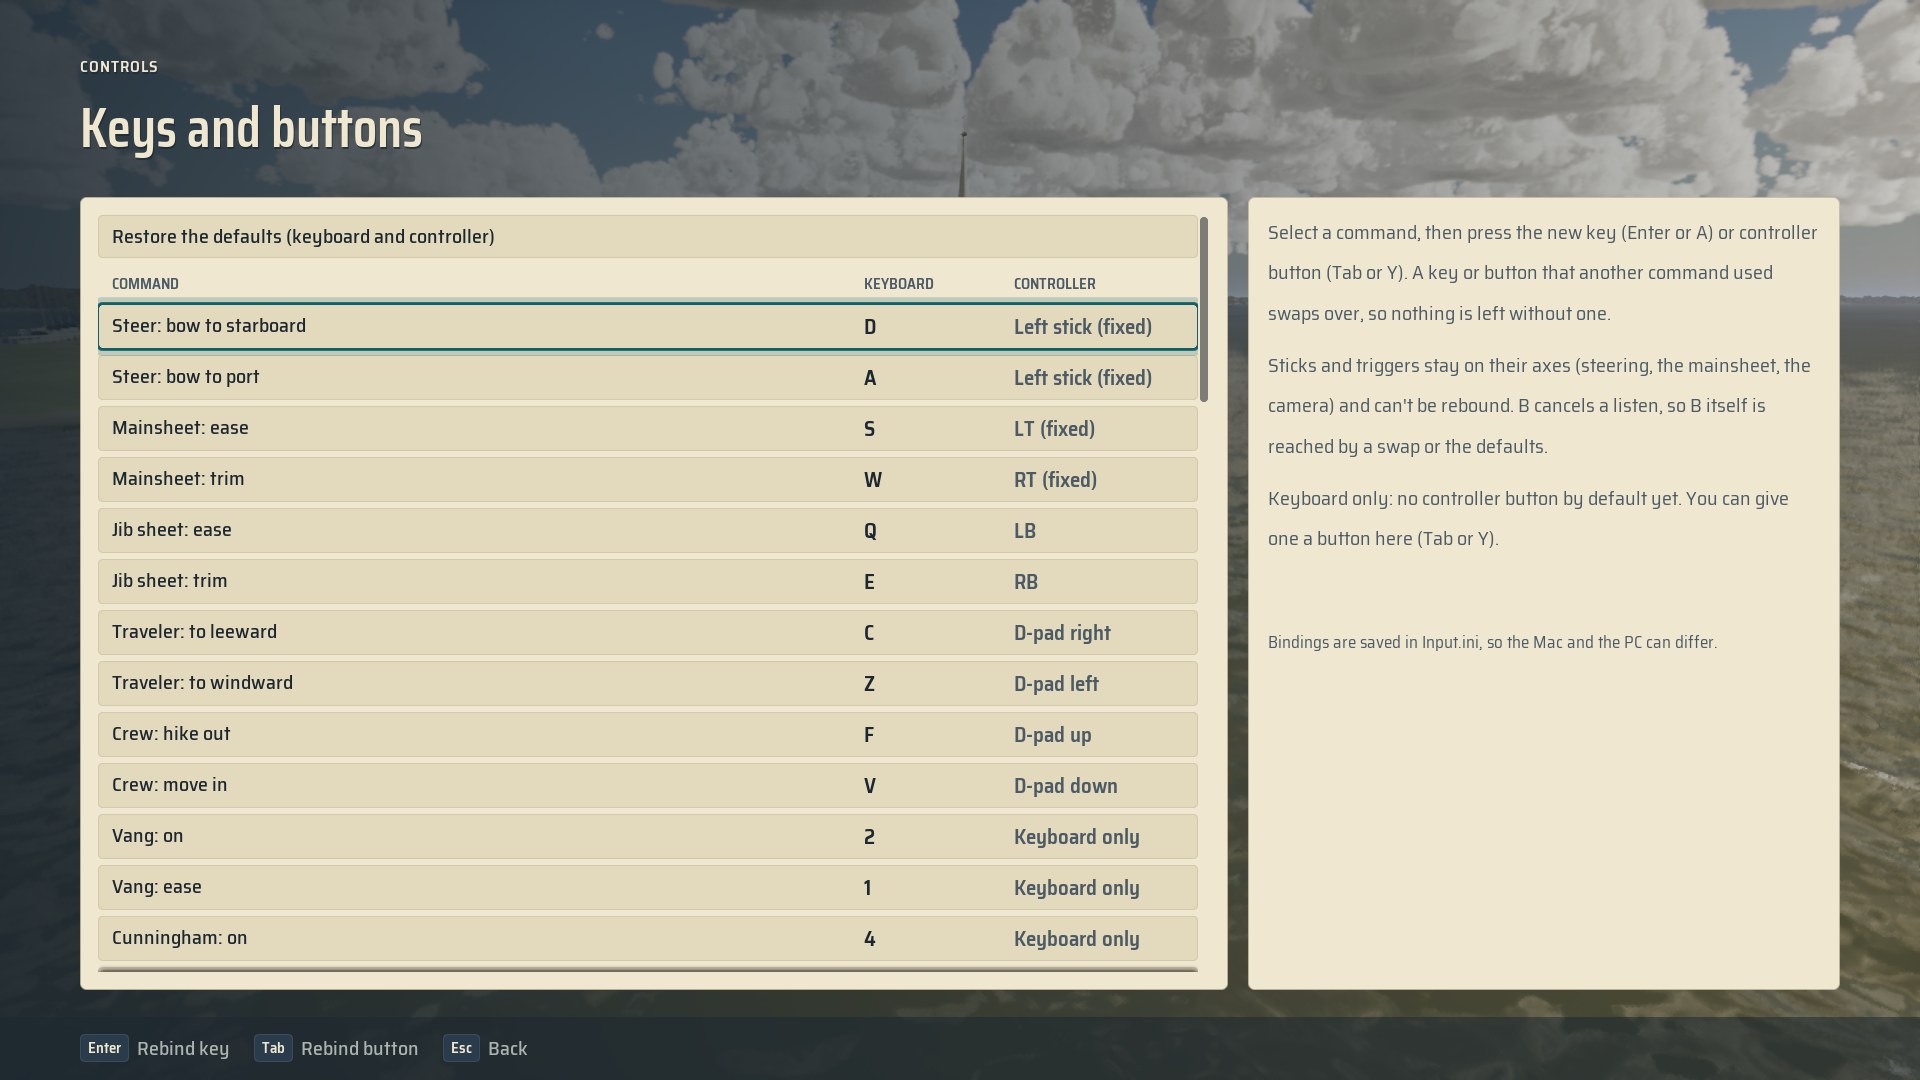 CONTROLS
Keys and buttons
Restore the defaults (keyboard and controller)
COMMAND KEYBOARD CONTROLLER
Steer: bow to starboard D Left stick (fixed)
Steer: bow to port A Left stick (fixed)
Mainsheet: ease S LT (fixed)
Mainsheet: trim W RT (fixed)
Jib sheet: ease Q LB
Jib sheet: trim E RB
Traveler: to leeward C D-pad right
Traveler: to windward Z D-pad left
Crew: hike out F D-pad up
Crew: move in V D-pad down
Vang: on 2 Keyboard only
Vang: ease 1 Keyboard only
Cunningham: on 4 Keyboard only
Select a command, then press the new key (Enter or A) or controller
button (Tab or Y). A key or button that another command used
swaps over, so nothing is left without one.
Sticks and triggers stay on their axes (steering, the mainsheet, the
camera) and can't be rebound. B cancels a listen, so B itself is
reached by a swap or the defaults.
Keyboard only: no controller button by default yet. You can give
one a button here (Tab or Y).
Bindings are saved in Input.ini, so the Mac and the PC can differ.
Enter Rebind key Tab Rebind button Esc Back